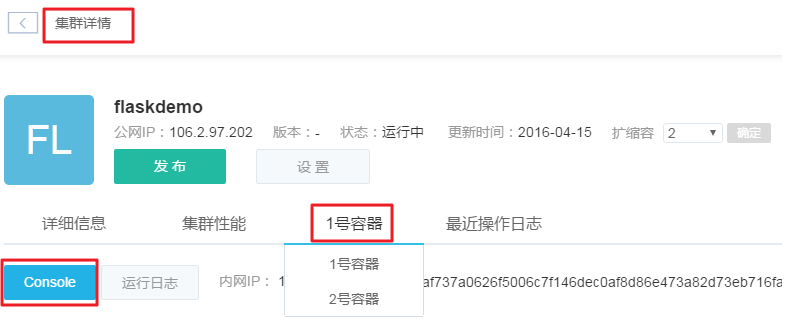 集群详情
FL
flaskdemo
公网IP：106.2.97.202 版本：- 状态：运行中 更新时间：2016-04-15 扩缩容 2 确定
发布 设置
详细信息 集群性能 1号容器 最近操作日志
Console 运行日志 内网IP： 1 af737a0626f5006c7f146dec0af8d86e473a82d73eb716fa
1号容器
2号容器